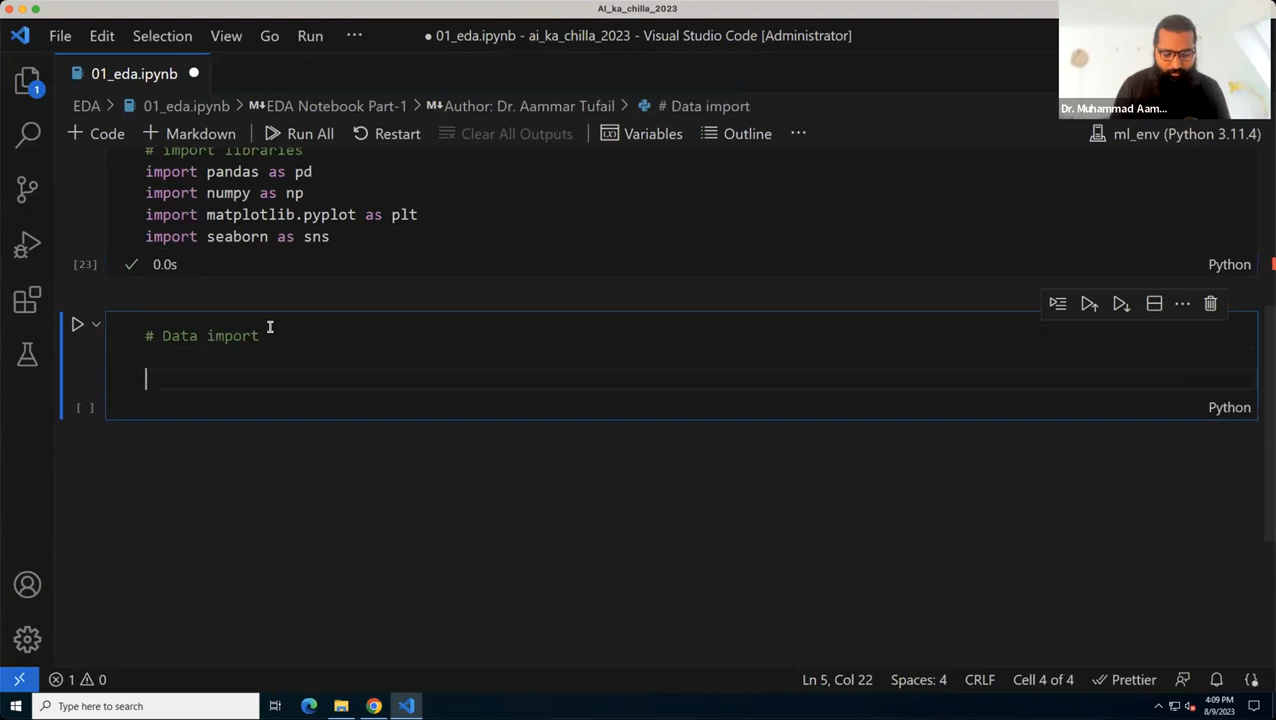 AI_ka_chilla_2023
File Edit Selection View Go Run ···
● 01_eda.ipynb - ai_ka_chilla_2023 - Visual Studio Code [Administrator]
01_eda.ipynb
1
EDA > 01_eda.ipynb > M↓EDA Notebook Part-1 > M↓Author: Dr. Aammar Tufail > # Data import
+ Code + Markdown Run All Restart Clear All Outputs Variables Outline ··· ml_env (Python 3.11.4)
Dr. Muhammad Aam...
# import libraries
import pandas as pd
import numpy as np
import matplotlib.pyplot as plt
import seaborn as sns
[23] ✓ 0.0s Python
# Data import
[ ] Python
1 0 Ln 5, Col 22 Spaces: 4 CRLF Cell 4 of 4 Prettier
Type here to search
4:09 PM
8/9/2023